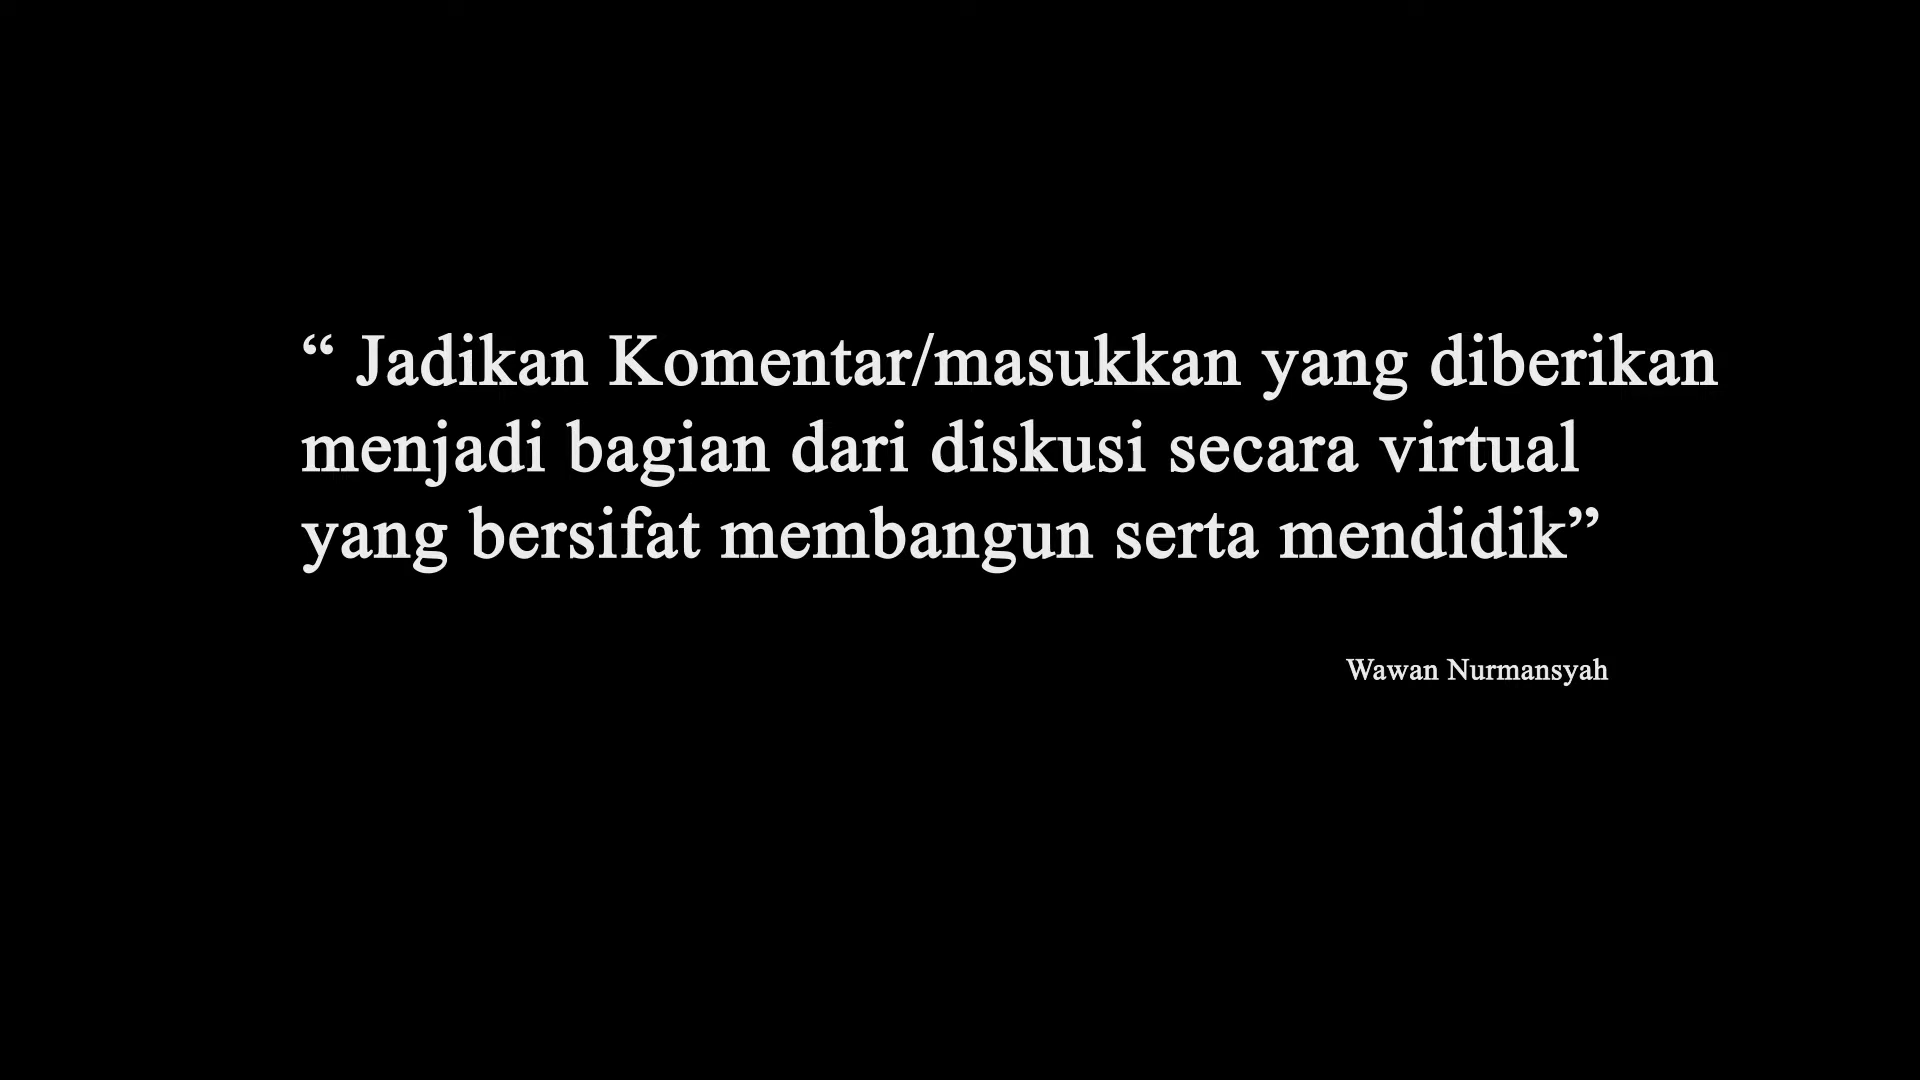 “ Jadikan Komentar/masukkan yang diberikan
menjadi bagian dari diskusi secara virtual
yang bersifat membangun serta mendidik”
Wawan Nurmansyah